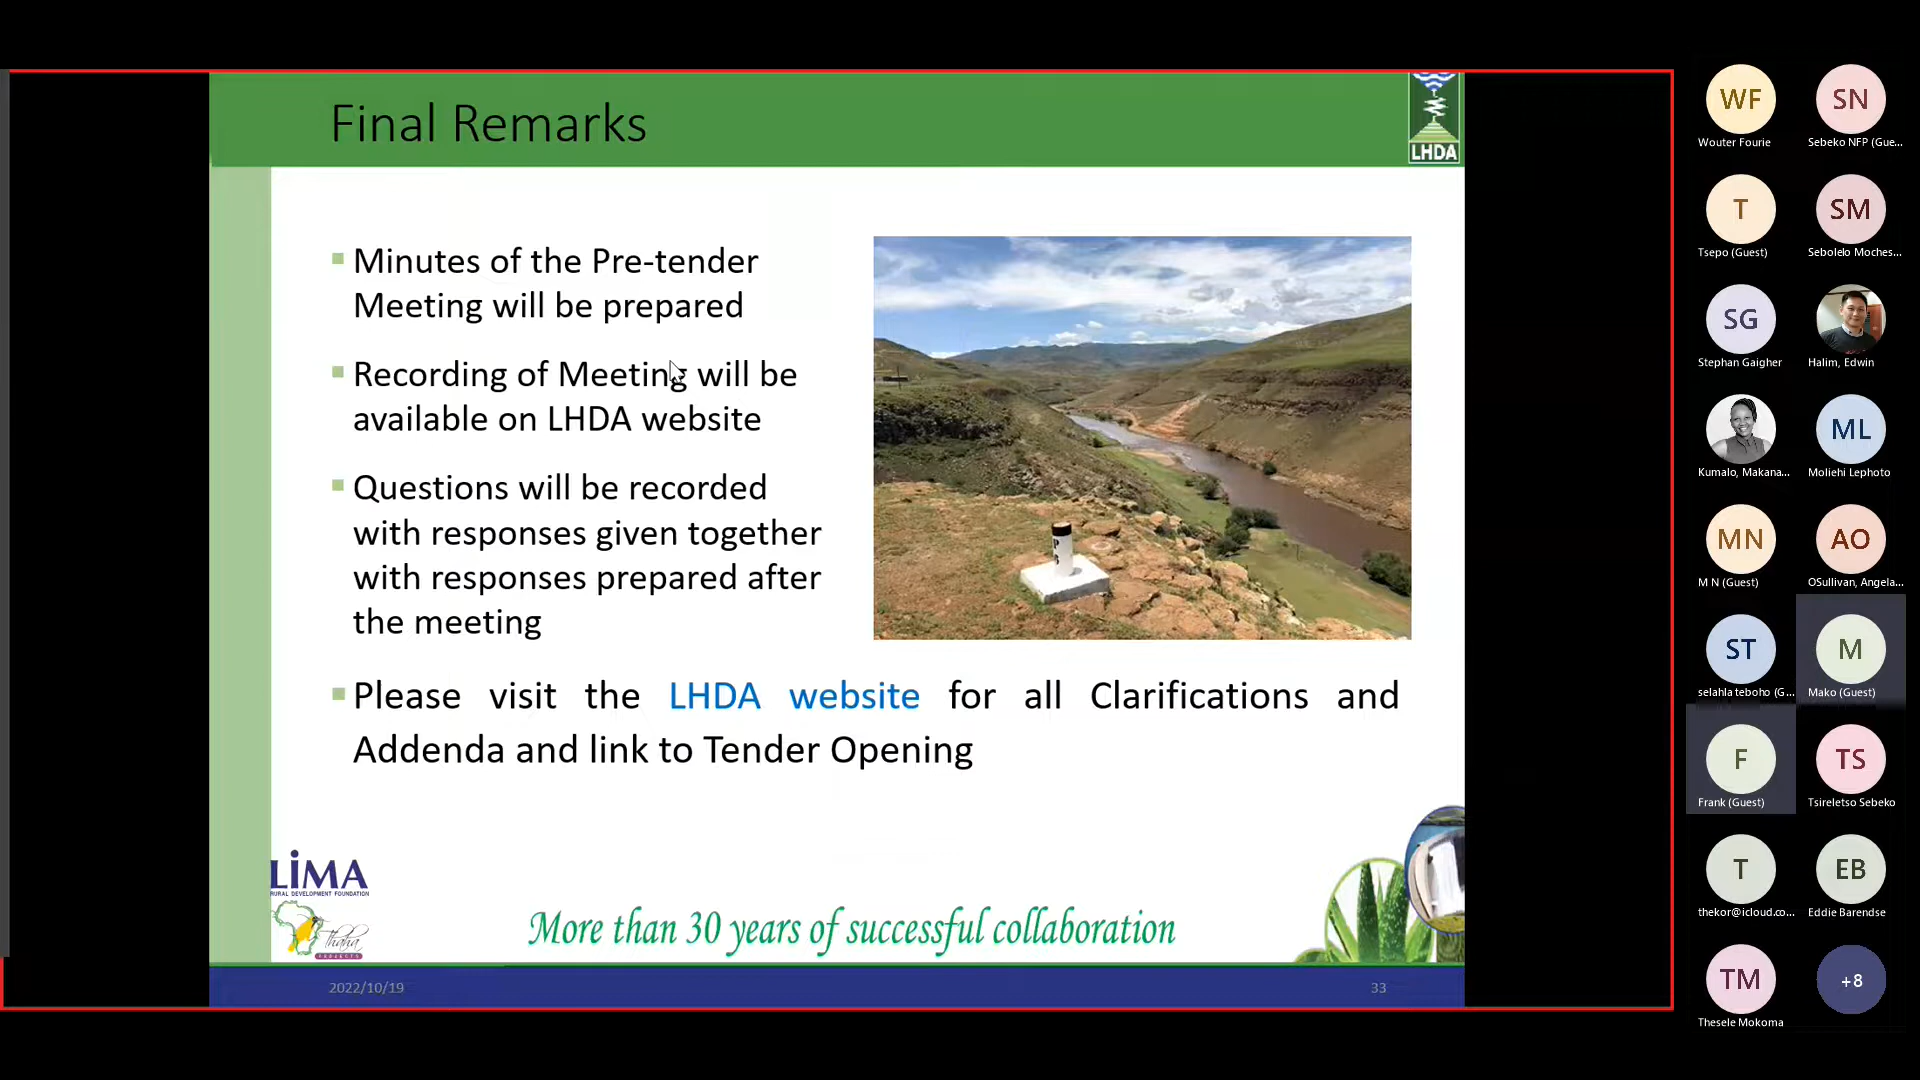 Final Remarks
LHDA
Minutes of the Pre-tender
Meeting will be prepared
Recording of Meeting will be
available on LHDA website
Questions will be recorded
with responses given together
with responses prepared after
the meeting
Please visit the LHDA website for all Clarifications and
Addenda and link to Tender Opening
LiMA
RURAL DEVELOPMENT FOUNDATION
Thaha
PROJECTS
More than 30 years of successful collaboration
2022/10/19
33
WF
Wouter Fourie
SN
Sebeko NFP (Gue...
T
Tsepo (Guest)
SM
Sebolelo Moches...
SG
Stephan Gaigher
Halim, Edwin
Kumalo, Makana...
ML
Moliehi Lephoto
MN
M N (Guest)
AO
OSullivan, Angela...
ST
selahla teboho (G...
M
Mako (Guest)
F
Frank (Guest)
TS
Tsireletso Sebeko
T
thekor@icloud.co...
EB
Eddie Barendse
TM
Thesele Mokoma
+8